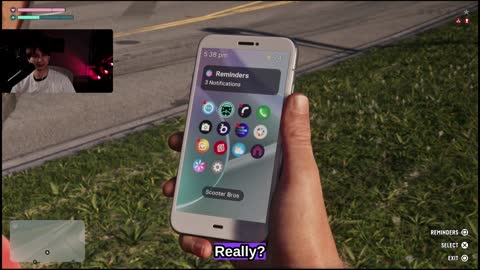 5:38 pm
Reminders
3 Notifications
Scooter Bros
REMINDERS
SELECT
EXIT
Really?